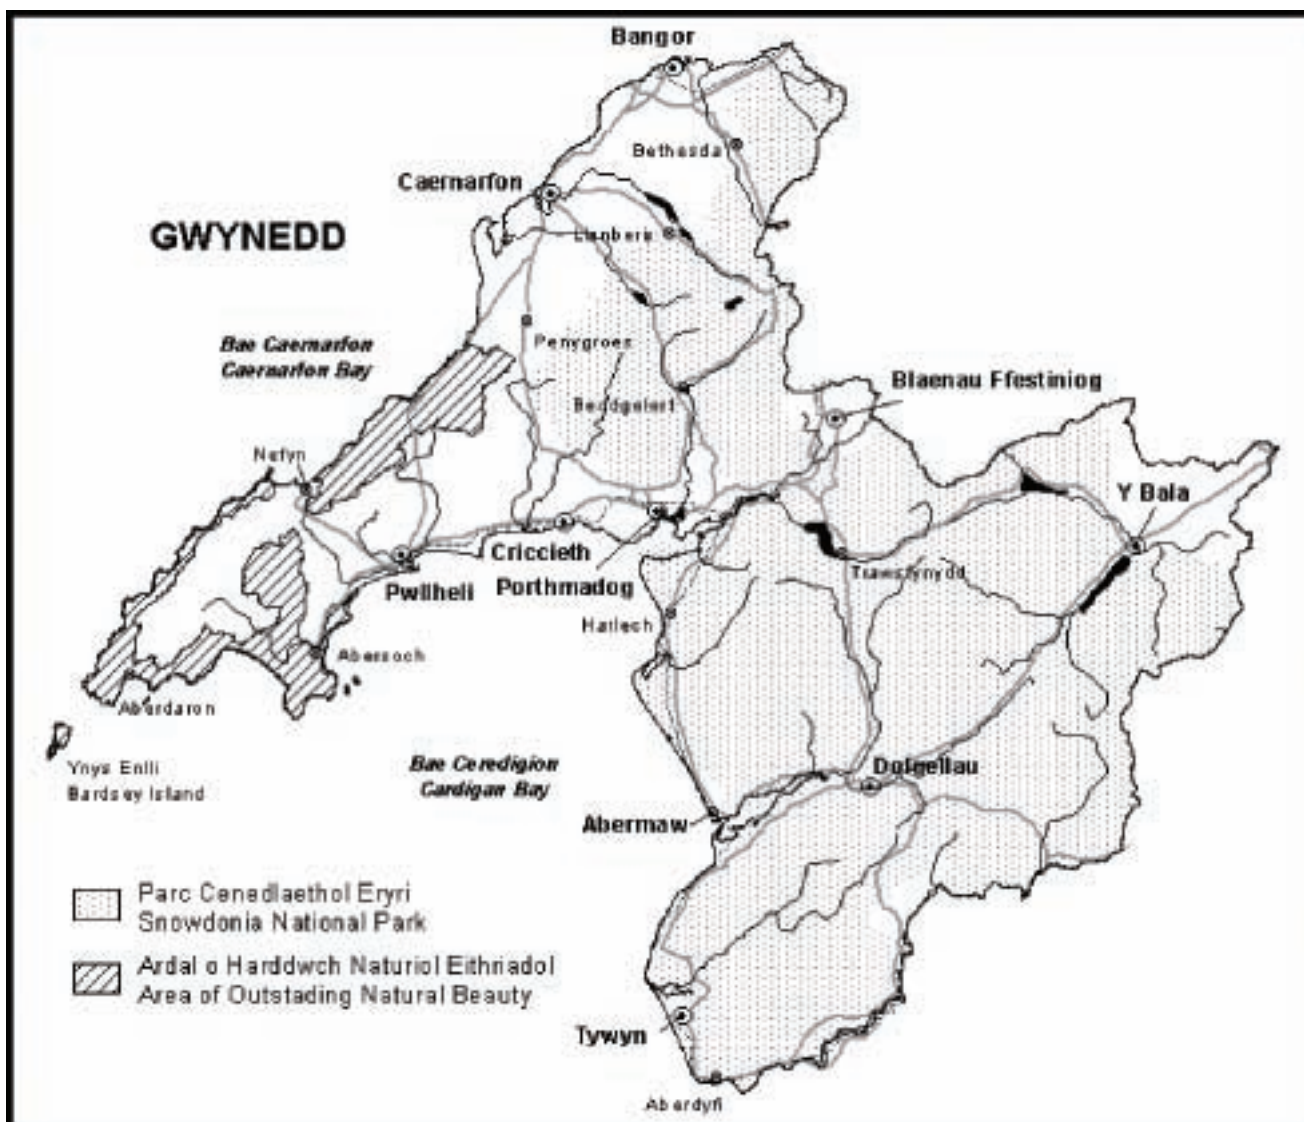 Bangor
Bethesda
Caernarfon
GWYNEDD
Llanberis
Bae Caernarfon
Caernarfon Bay
Penygroes
Blaenau Ffestiniog
Beddgelert
Nefyn
Y Bala
Criccieth
Trawsfynydd
Pwllheli
Porthmadog
Harlech
Abersoch
Aberdaron
Ynys Enlli
Bardsey Island
Bae Ceredigion
Cardigan Bay
Dolgellau
Abermaw
Parc Cenedlaethol Eryri
Snowdonia National Park
Ardal o Harddwch Naturiol Eithriadol
Area of Outstading Natural Beauty
Tywyn
Aberdyfi